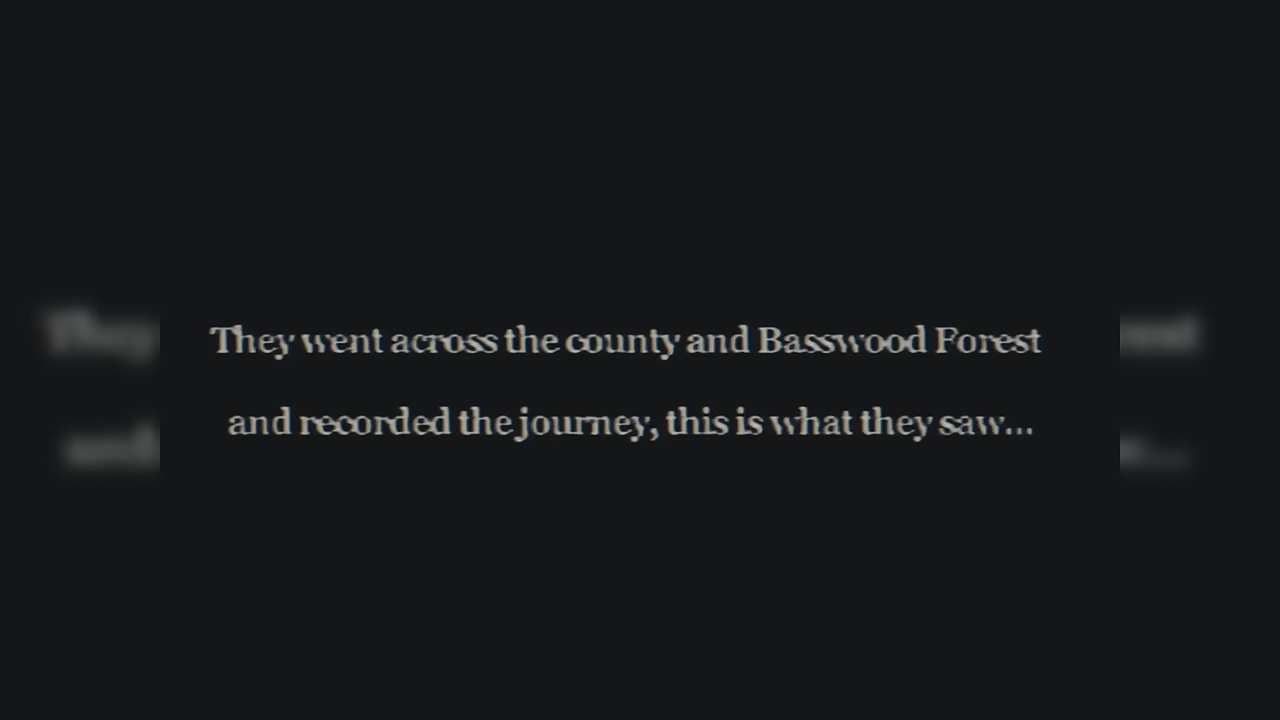 They went across the county and Basswood Forest
and recorded the journey, this is what they saw...